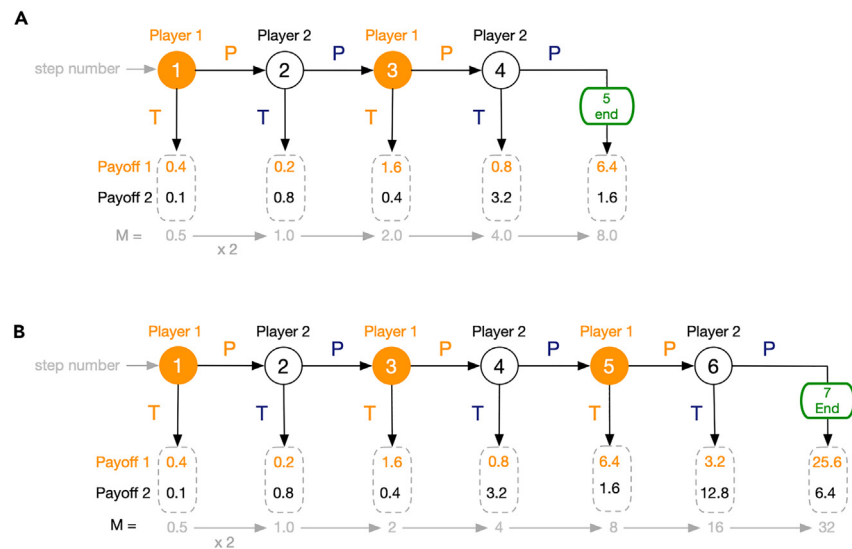 A
Player 1 Player 2 Player 1 Player 2
P P P P
step number 1 2 3 4
T T T T 5 end
Payoff 1 0.4 0.2 1.6 0.8 6.4
Payoff 2 0.1 0.8 0.4 3.2 1.6
M = 0.5 1.0 2.0 4.0 8.0
x 2
B
Player 1 Player 2 Player 1 Player 2 Player 1 Player 2
P P P P P P
step number 1 2 3 4 5 6
T T T T T T 7 End
Payoff 1 0.4 0.2 1.6 0.8 6.4 3.2 25.6
Payoff 2 0.1 0.8 0.4 3.2 1.6 12.8 6.4
M = 0.5 1.0 2 4 8 16 32
x 2